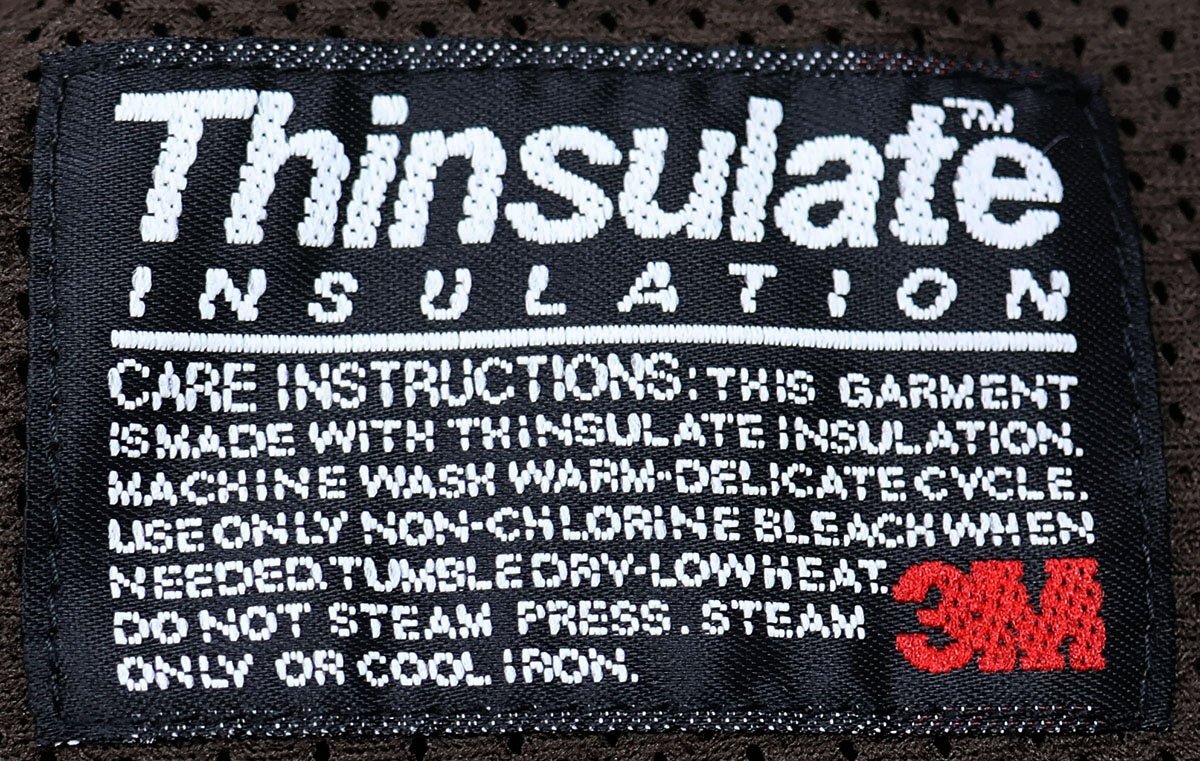 Thinsulate™
INSULATION
CARE INSTRUCTIONS: THIS GARMENT
IS MADE WITH THINSULATE INSULATION.
MACHINE WASH WARM-DELICATE CYCLE.
USE ONLY NON-CHLORINE BLEACH WHEN
NEEDED. TUMBLE DRY-LOW HEAT.
DO NOT STEAM PRESS. STEAM
ONLY OR COOL IRON.
3M